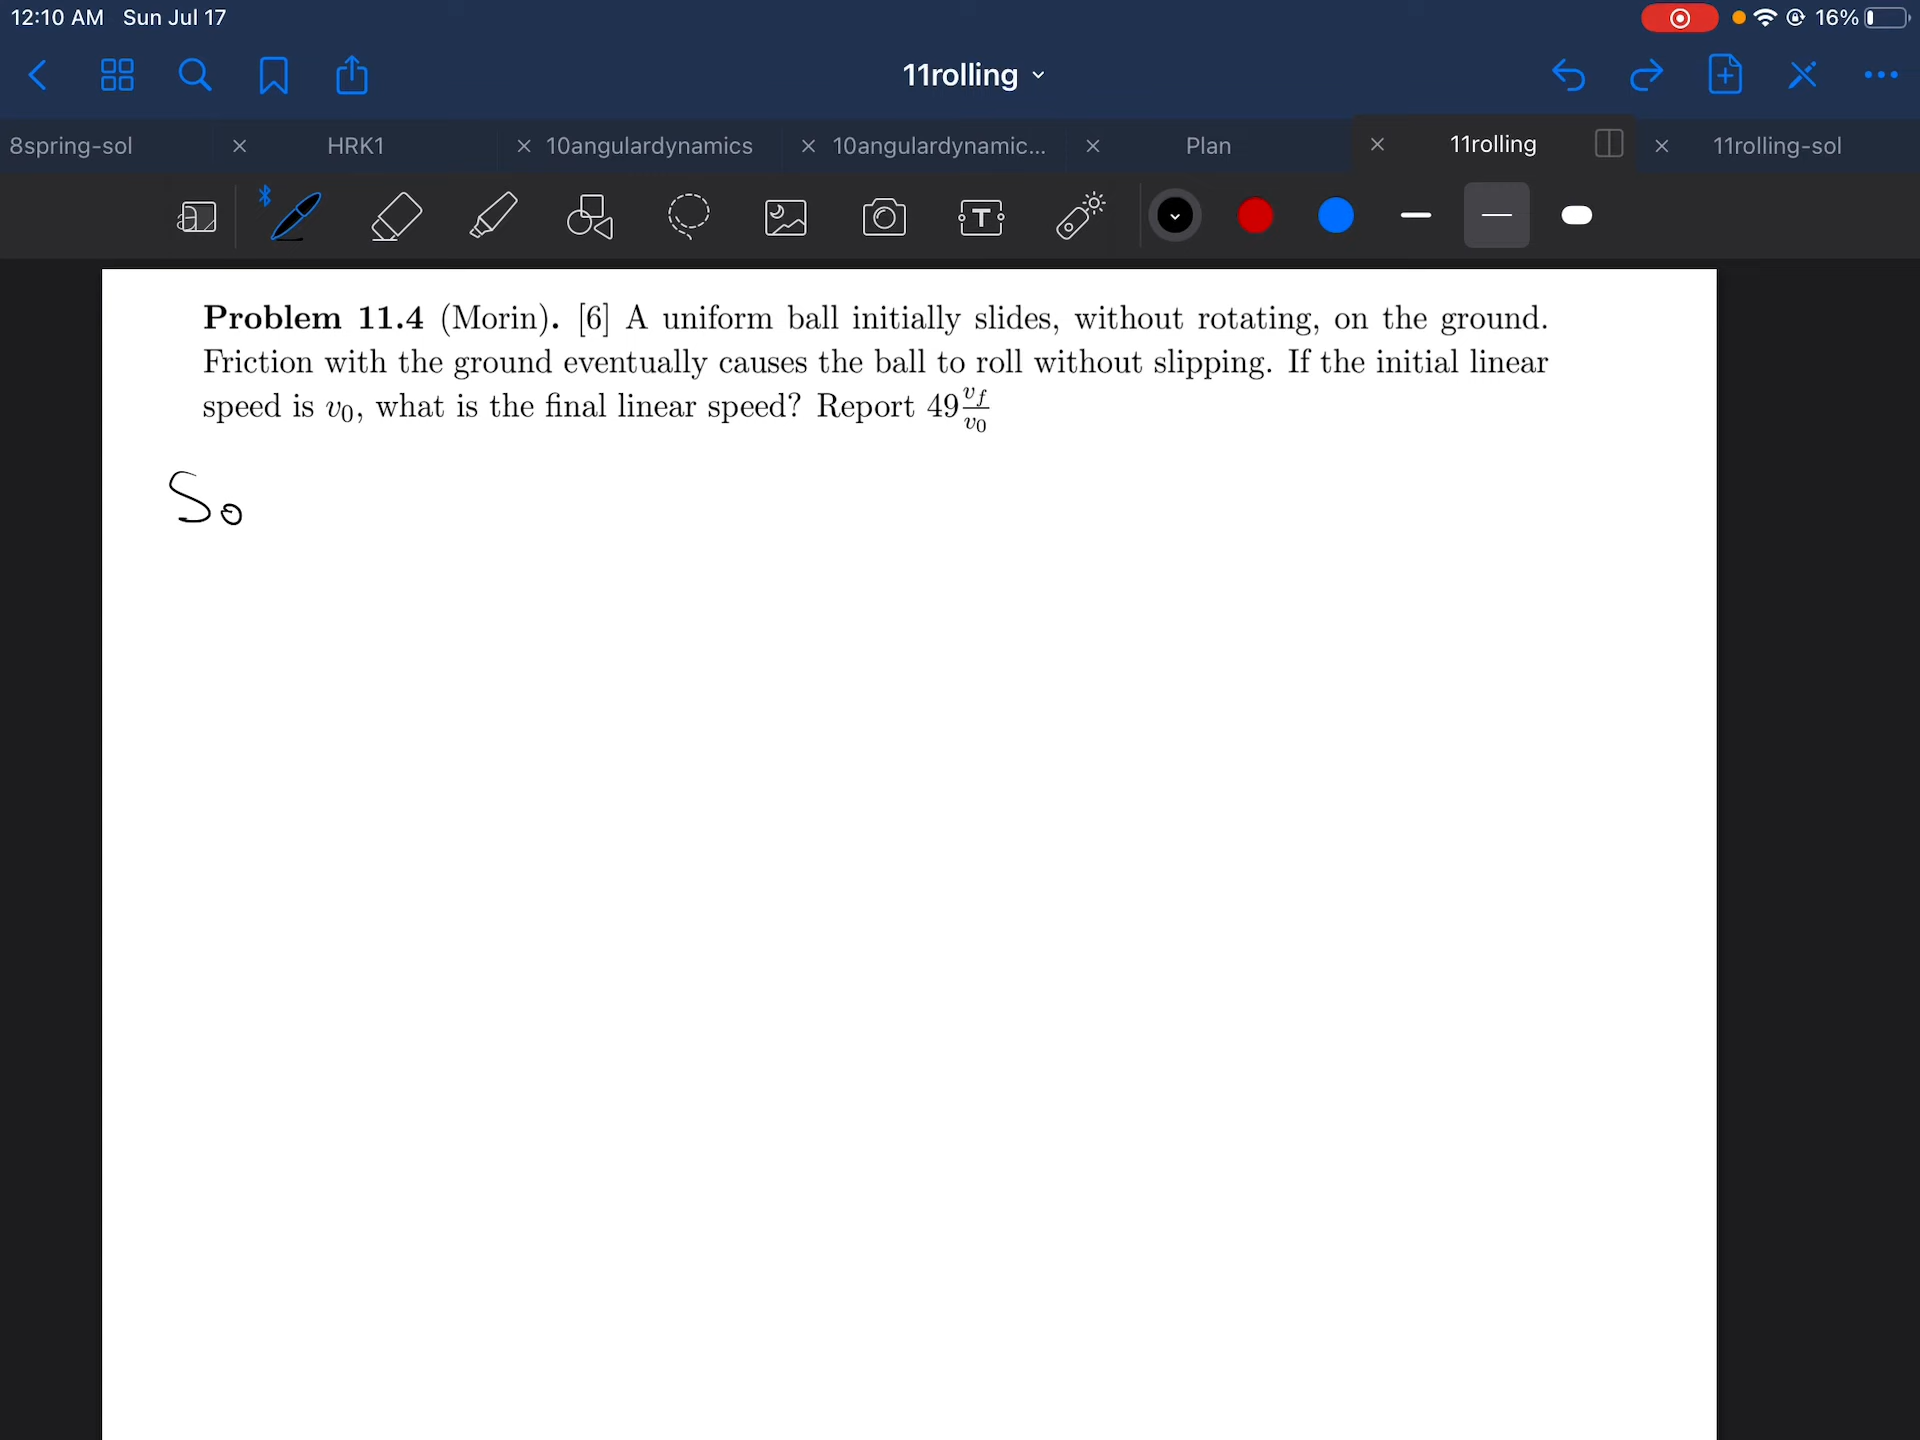 12:10 AM Sun Jul 17 16%
11rolling
8spring-sol HRK1 10angulardynamics 10angulardynamic... Plan 11rolling 11rolling-sol
Problem 11.4 (Morin). [6] A uniform ball initially slides, without rotating, on the ground.
Friction with the ground eventually causes the ball to roll without slipping. If the initial linear
speed is v₀, what is the final linear speed? Report 49 v_f/v₀
So